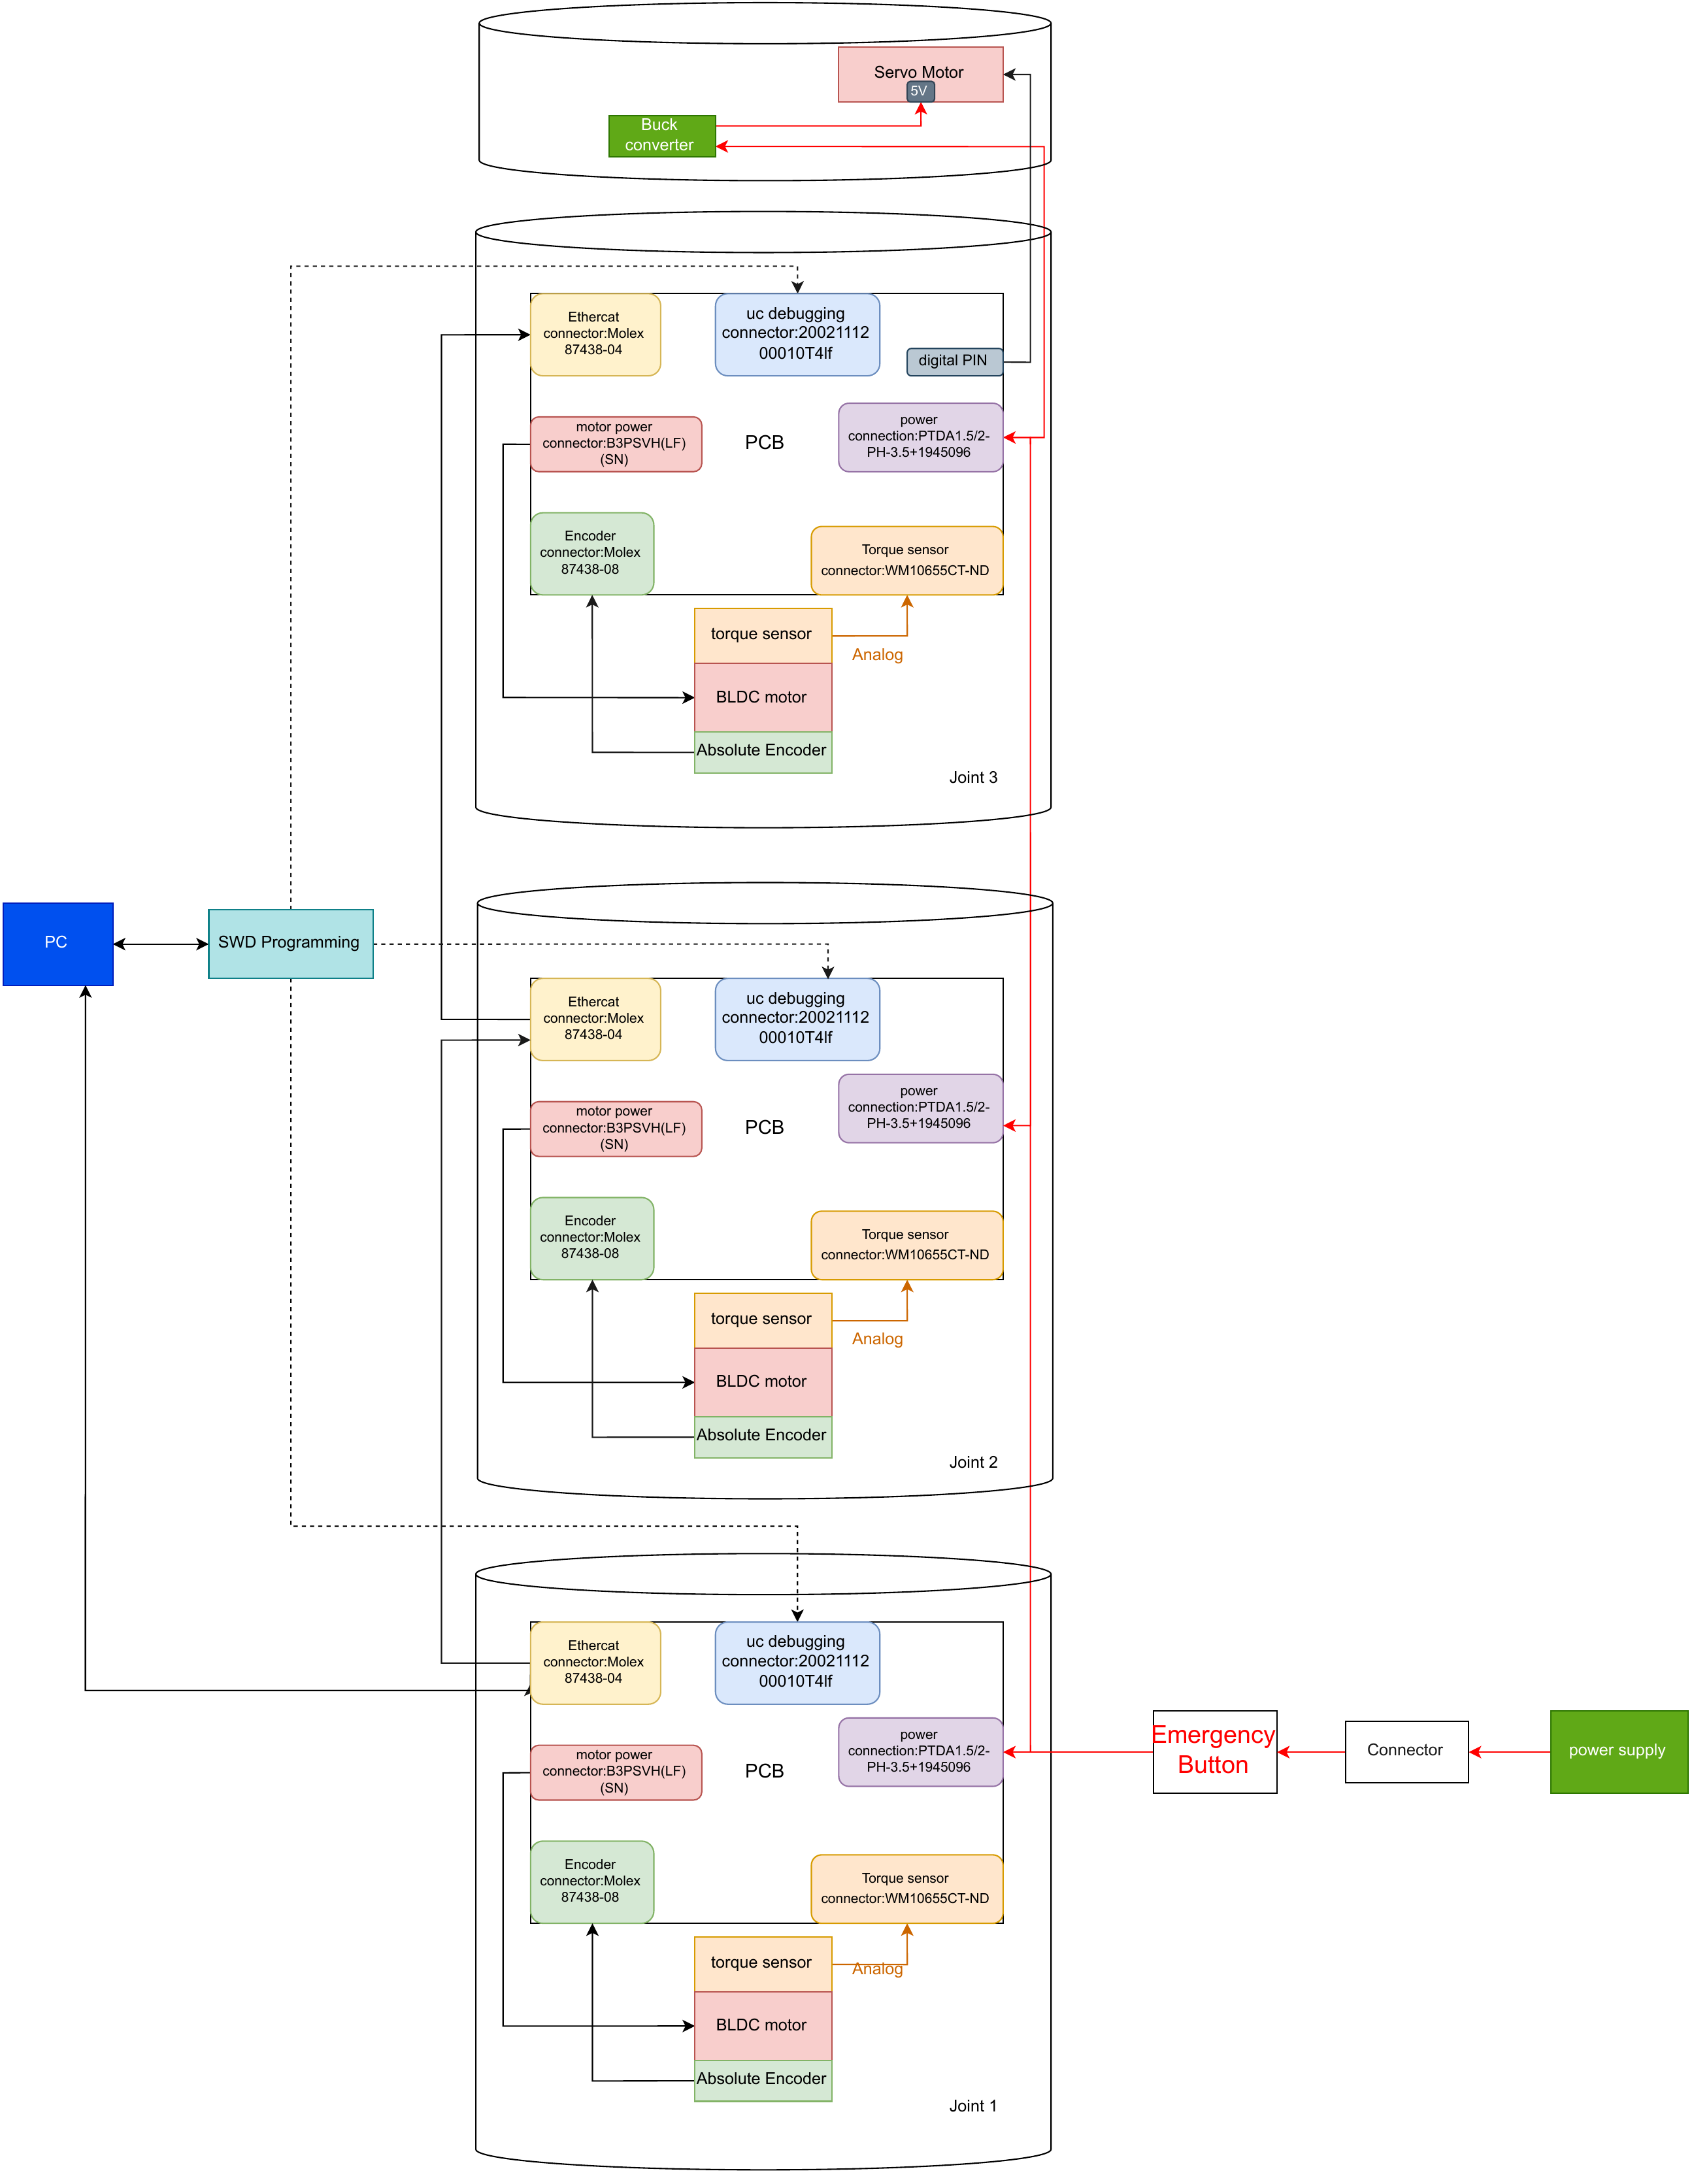 Servo Motor
5V
Buck
converter
Ethercat
connector:Molex
87438-04
uc debugging
connector:20021112
00010T4lf
digital PIN
motor power
connector:B3PSVH(LF)
(SN)
PCB
power
connection:PTDA1.5/2-
PH-3.5+1945096
Encoder
connector:Molex
87438-08
Torque sensor
connector:WM10655CT-ND
torque sensor
Analog
BLDC motor
Absolute Encoder
Joint 3
PC
SWD Programming
Ethercat
connector:Molex
87438-04
uc debugging
connector:20021112
00010T4lf
motor power
connector:B3PSVH(LF)
(SN)
PCB
power
connection:PTDA1.5/2-
PH-3.5+1945096
Encoder
connector:Molex
87438-08
Torque sensor
connector:WM10655CT-ND
torque sensor
Analog
BLDC motor
Absolute Encoder
Joint 2
Ethercat
connector:Molex
87438-04
uc debugging
connector:20021112
00010T4lf
motor power
connector:B3PSVH(LF)
(SN)
PCB
power
connection:PTDA1.5/2-
PH-3.5+1945096
Emergency
Button
Connector
power supply
Encoder
connector:Molex
87438-08
Torque sensor
connector:WM10655CT-ND
torque sensor
Analog
BLDC motor
Absolute Encoder
Joint 1